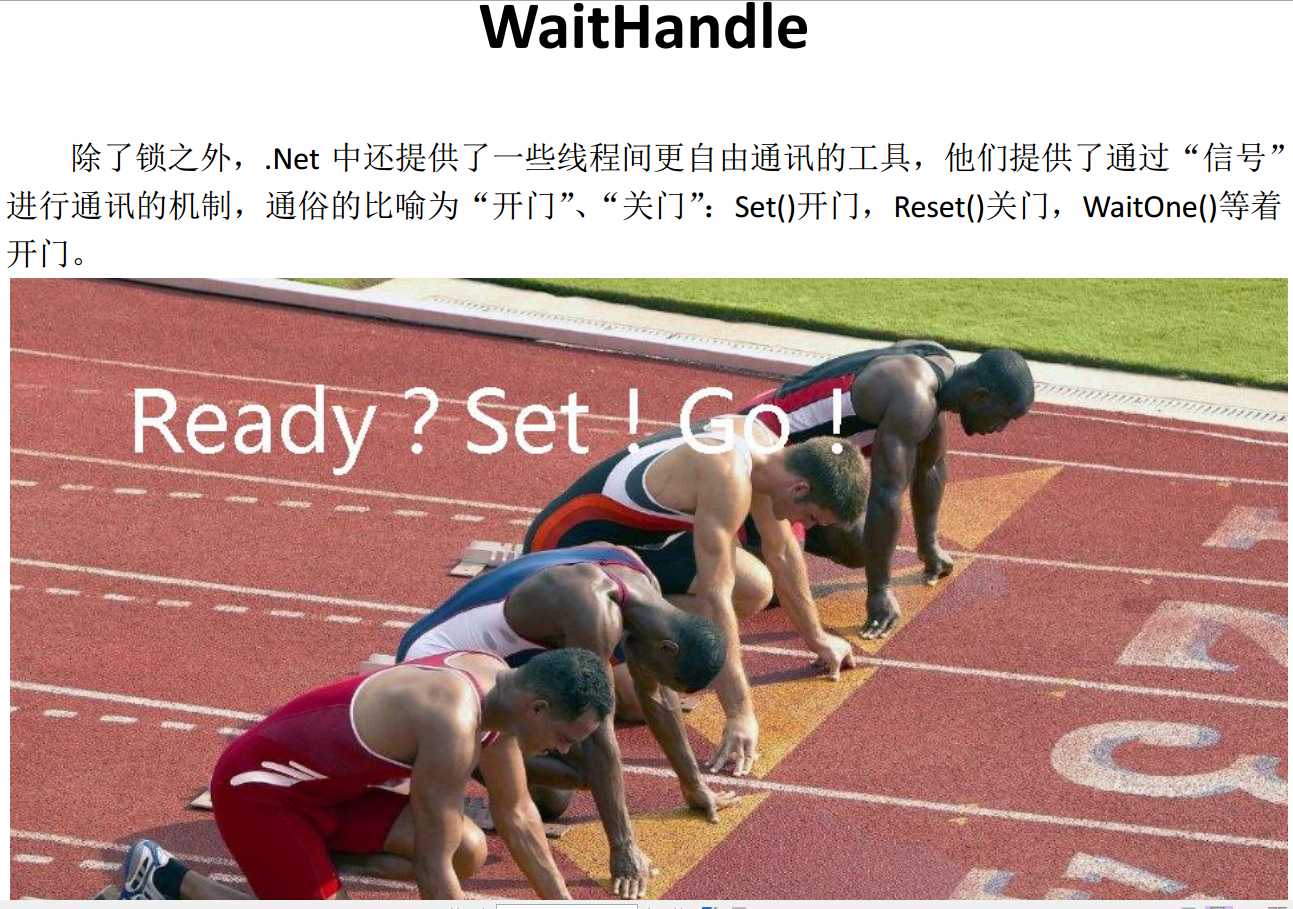 WaitHandle
除了锁之外，.Net 中还提供了一些线程间更自由通讯的工具，他们提供了通过“信号”
进行通讯的机制，通俗的比喻为“开门”、“关门”：Set()开门，Reset()关门，WaitOne()等着
开门。
Ready？Set！Go！
1
2
3